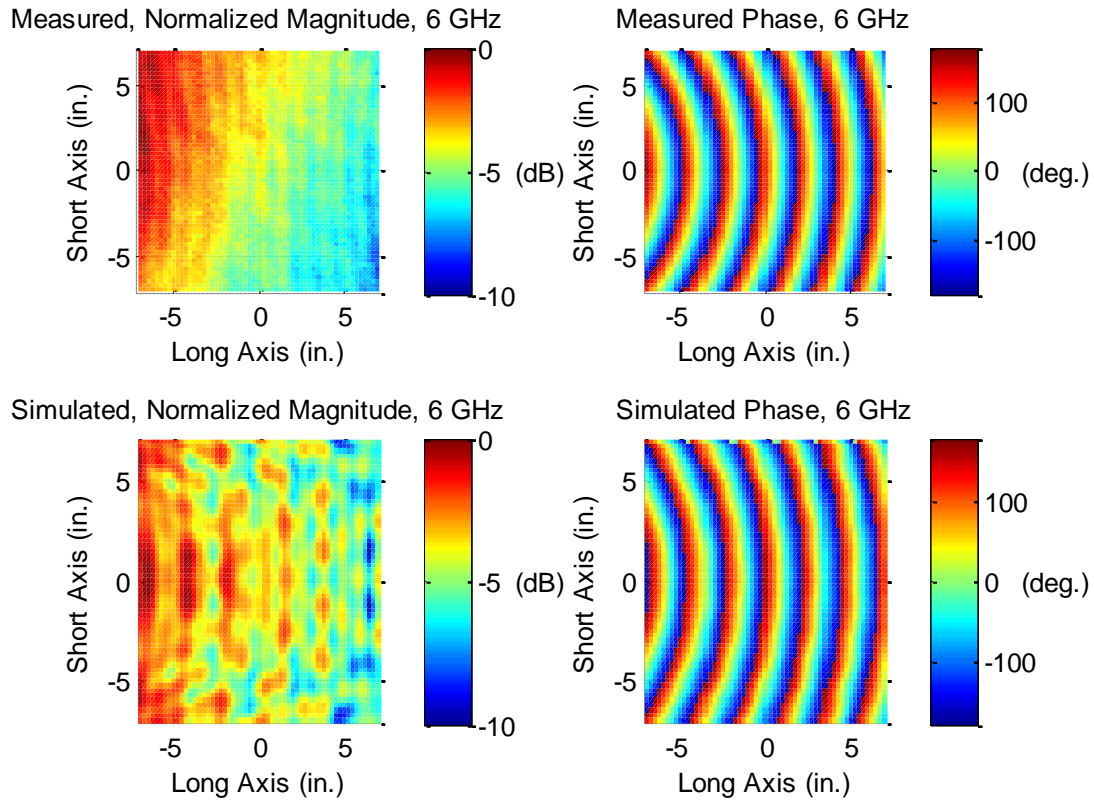 Measured, Normalized Magnitude, 6 GHz
Short Axis (in.)
5
0
-5
-5 0 5
Long Axis (in.)
0
-5
-10
(dB)
Measured Phase, 6 GHz
Short Axis (in.)
5
0
-5
-5 0 5
Long Axis (in.)
100
0
-100
(deg.)
Simulated, Normalized Magnitude, 6 GHz
Short Axis (in.)
5
0
-5
-5 0 5
Long Axis (in.)
0
-5
-10
(dB)
Simulated Phase, 6 GHz
Short Axis (in.)
5
0
-5
-5 0 5
Long Axis (in.)
100
0
-100
(deg.)